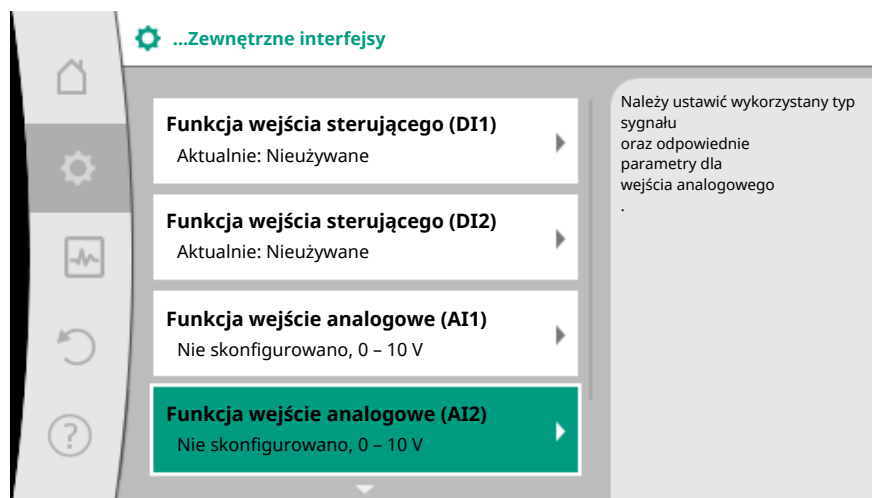 ...Zewnętrzne interfejsy
Funkcja wejścia sterującego (DI1)
Aktualnie: Nieużywane
Funkcja wejścia sterującego (DI2)
Aktualnie: Nieużywane
Funkcja wejście analogowe (AI1)
Nie skonfigurowano, 0 – 10 V
Funkcja wejście analogowe (AI2)
Nie skonfigurowano, 0 – 10 V
Należy ustawić wykorzystany typ
sygnału
oraz odpowiednie
parametry dla
wejścia analogowego
.
?